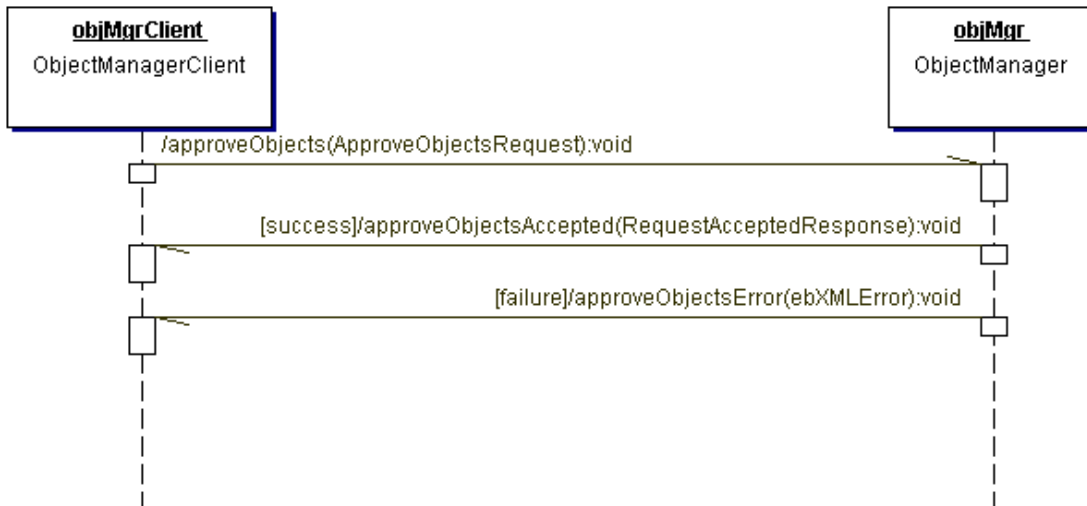 objMgrClient
ObjectManagerClient
objMgr
ObjectManager
/approveObjects(ApproveObjectsRequest):void
[success]/approveObjectsAccepted(RequestAcceptedResponse):void
[failure]/approveObjectsError(ebXMLError):void